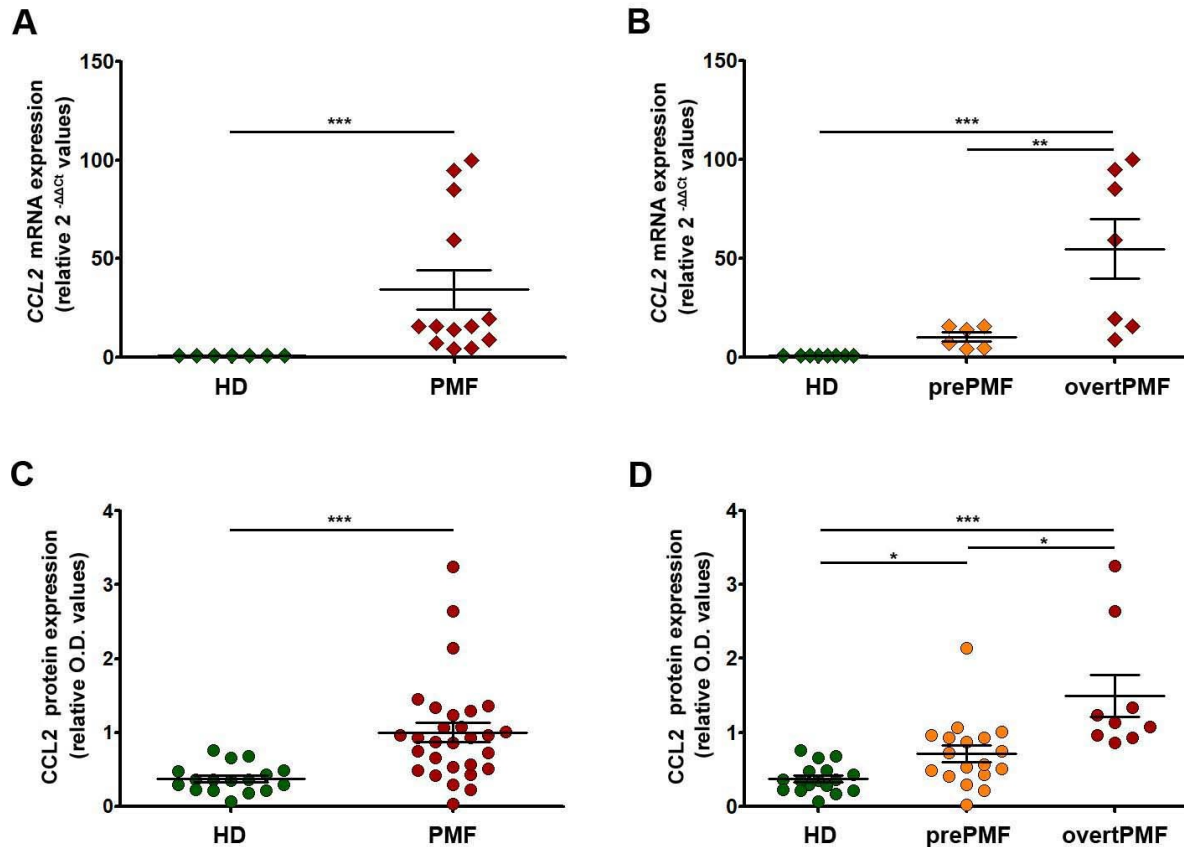 A
CCL2 mRNA expression
(relative 2 -ΔΔCt values)
150
100
50
0
***
HD
PMF
B
CCL2 mRNA expression
(relative 2 -ΔΔCt values)
150
100
50
0
***
**
HD
prePMF
overtPMF
C
CCL2 protein expression
(relative O.D. values)
4
3
2
1
0
***
HD
PMF
D
CCL2 protein expression
(relative O.D. values)
4
3
2
1
0
***
*
*
HD
prePMF
overtPMF